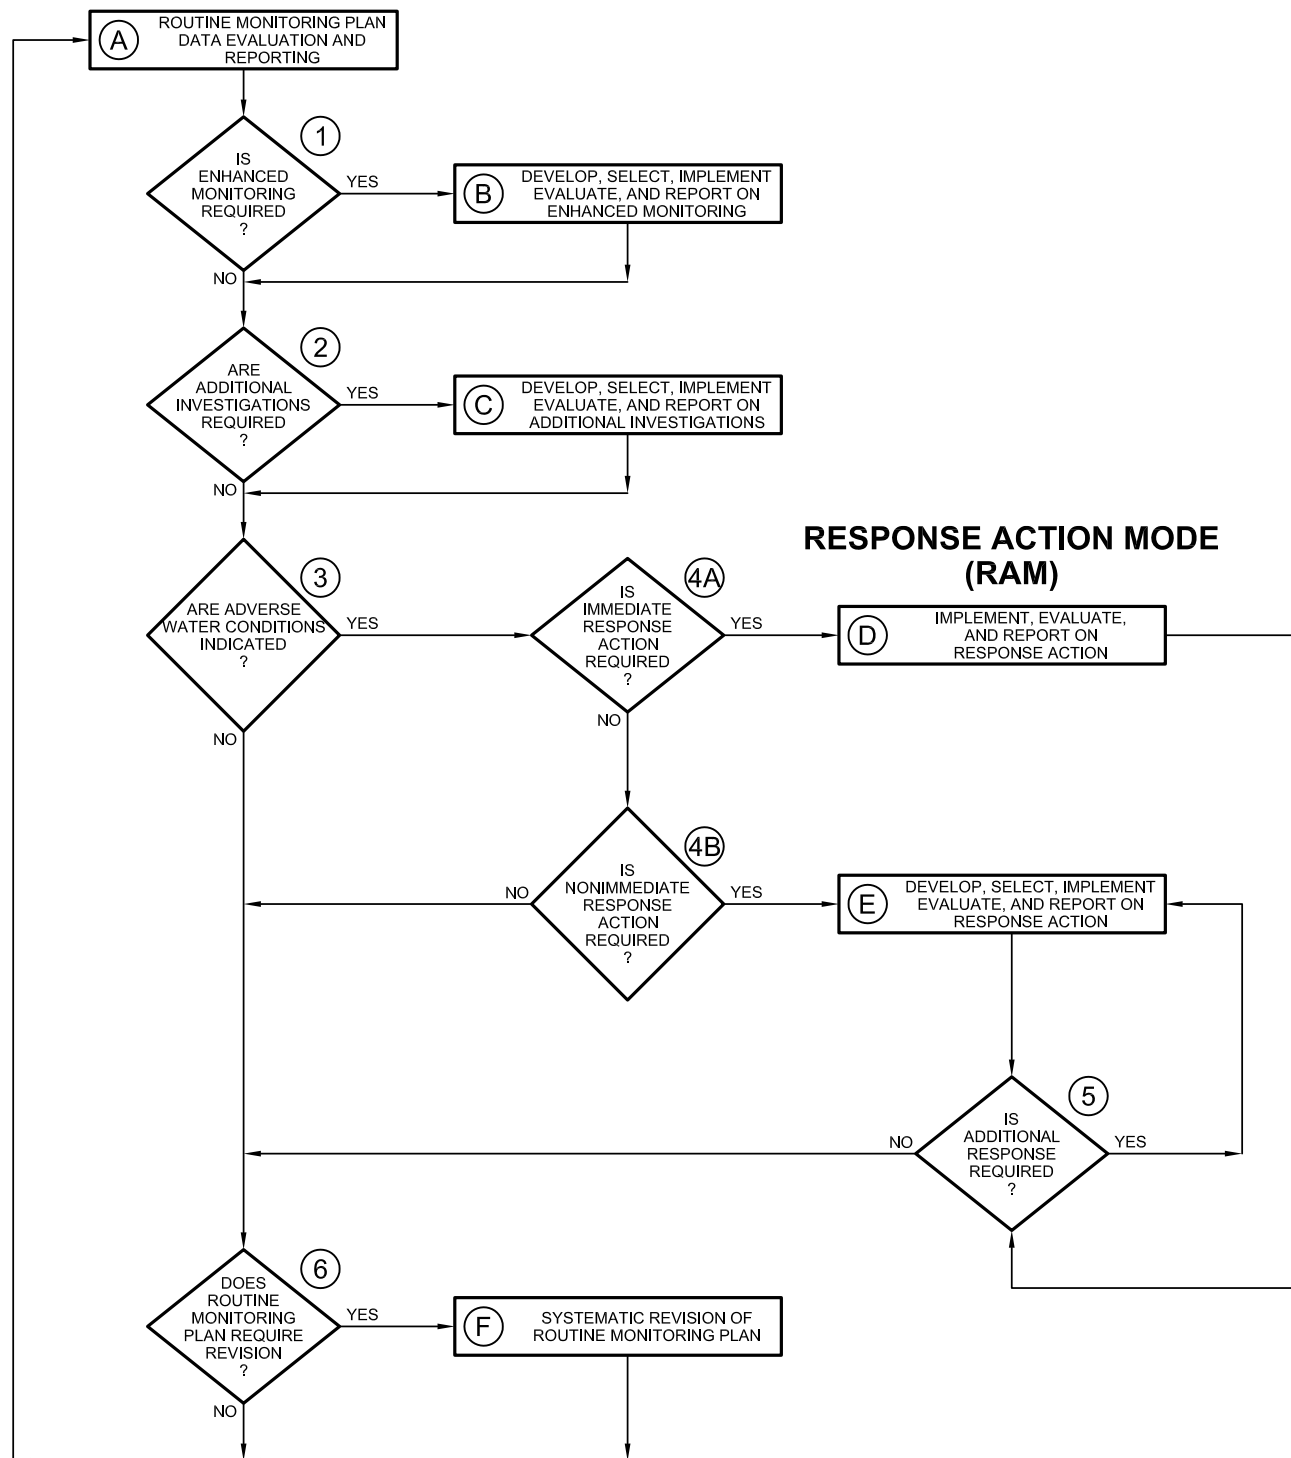 A
ROUTINE MONITORING PLAN
DATA EVALUATION AND
REPORTING
1
IS
ENHANCED
MONITORING
REQUIRED
?
YES
NO
B
DEVELOP, SELECT, IMPLEMENT
EVALUATE, AND REPORT ON
ENHANCED MONITORING
2
ARE
ADDITIONAL
INVESTIGATIONS
REQUIRED
?
YES
NO
C
DEVELOP, SELECT, IMPLEMENT
EVALUATE, AND REPORT ON
ADDITIONAL INVESTIGATIONS
RESPONSE ACTION MODE
(RAM)
3
ARE ADVERSE
WATER CONDITIONS
INDICATED
?
YES
NO
4A
IS
IMMEDIATE
RESPONSE
ACTION
REQUIRED
?
YES
NO
D
IMPLEMENT, EVALUATE,
AND REPORT ON
RESPONSE ACTION
4B
IS
NONIMMEDIATE
RESPONSE
ACTION
REQUIRED
?
NO
YES
E
DEVELOP, SELECT, IMPLEMENT
EVALUATE, AND REPORT ON
RESPONSE ACTION
5
IS
ADDITIONAL
RESPONSE
REQUIRED
?
NO
YES
6
DOES
ROUTINE
MONITORING
PLAN REQUIRE
REVISION
?
YES
NO
F
SYSTEMATIC REVISION OF
ROUTINE MONITORING PLAN